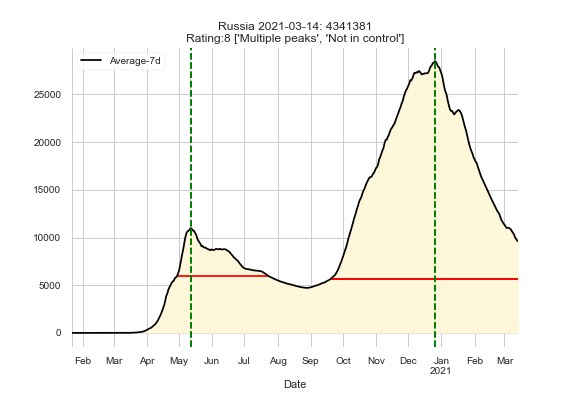 Russia 2021-03-14: 4341381
Rating:8 ['Multiple peaks', 'Not in control']
Average-7d
25000
20000
15000
10000
5000
0
Feb Mar Apr May Jun Jul Aug Sep Oct Nov Dec Jan Feb Mar
2021
Date